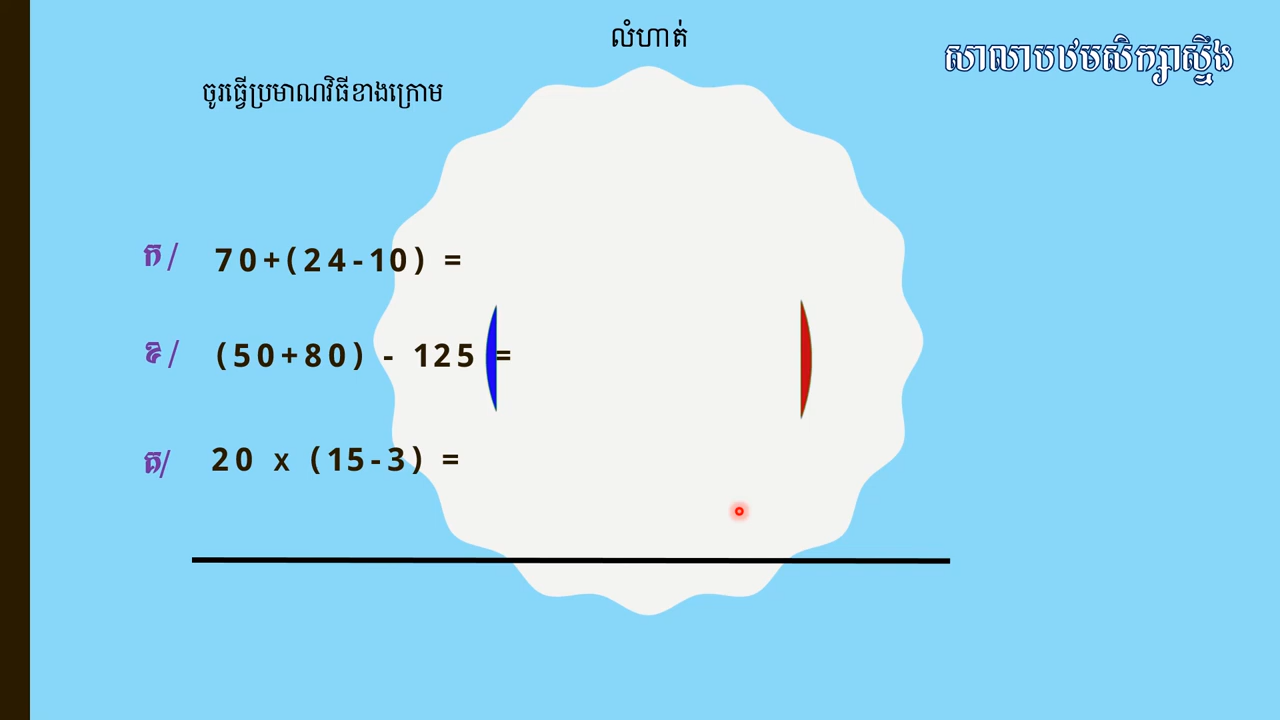 លំហាត់
សាលាបឋមសិក្សាស្ទឹង
ចូរធ្វើប្រមាណវិធីខាងក្រោម
ក/ 70+(24-10) =
ខ/ (50+80) - 125 =
គ/ 20 x (15-3) =